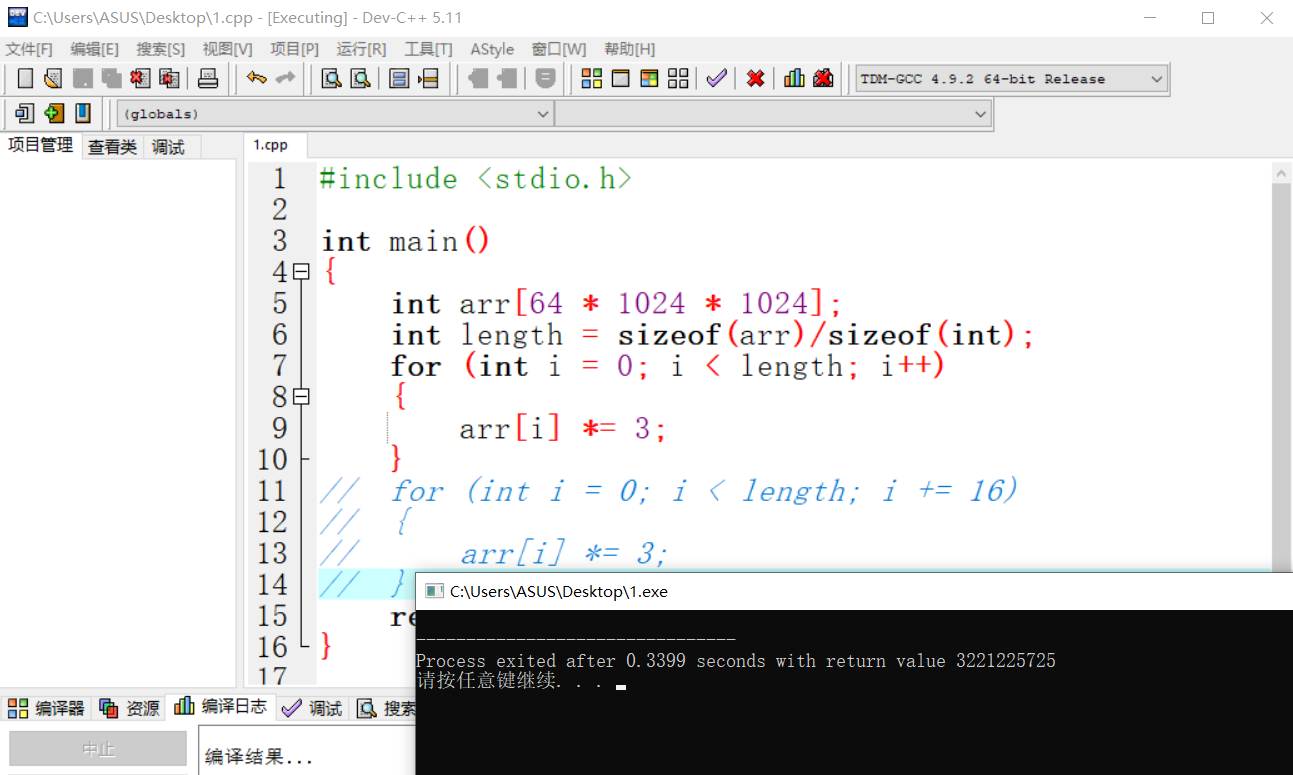 C:\Users\ASUS\Desktop\1.cpp - [Executing] - Dev-C++ 5.11
文件[F] 编辑[E] 搜索[S] 视图[V] 项目[P] 运行[R] 工具[T] AStyle 窗口[W] 帮助[H]
TDM-GCC 4.9.2 64-bit Release
(globals)
项目管理 查看类 调试
1.cpp
1 #include <stdio.h>
2
3 int main()
4 {
5 int arr[64 * 1024 * 1024];
6 int length = sizeof(arr)/sizeof(int);
7 for (int i = 0; i < length; i++)
8 {
9 arr[i] *= 3;
10 }
11 // for (int i = 0; i < length; i += 16)
12 // {
13 // arr[i] *= 3;
14 // }
15 re
16 }
17
C:\Users\ASUS\Desktop\1.exe
--------------------------------
Process exited after 0.3399 seconds with return value 3221225725
请按任意键继续. . .
编译器 资源 编译日志 调试 搜索
中止
编译结果...